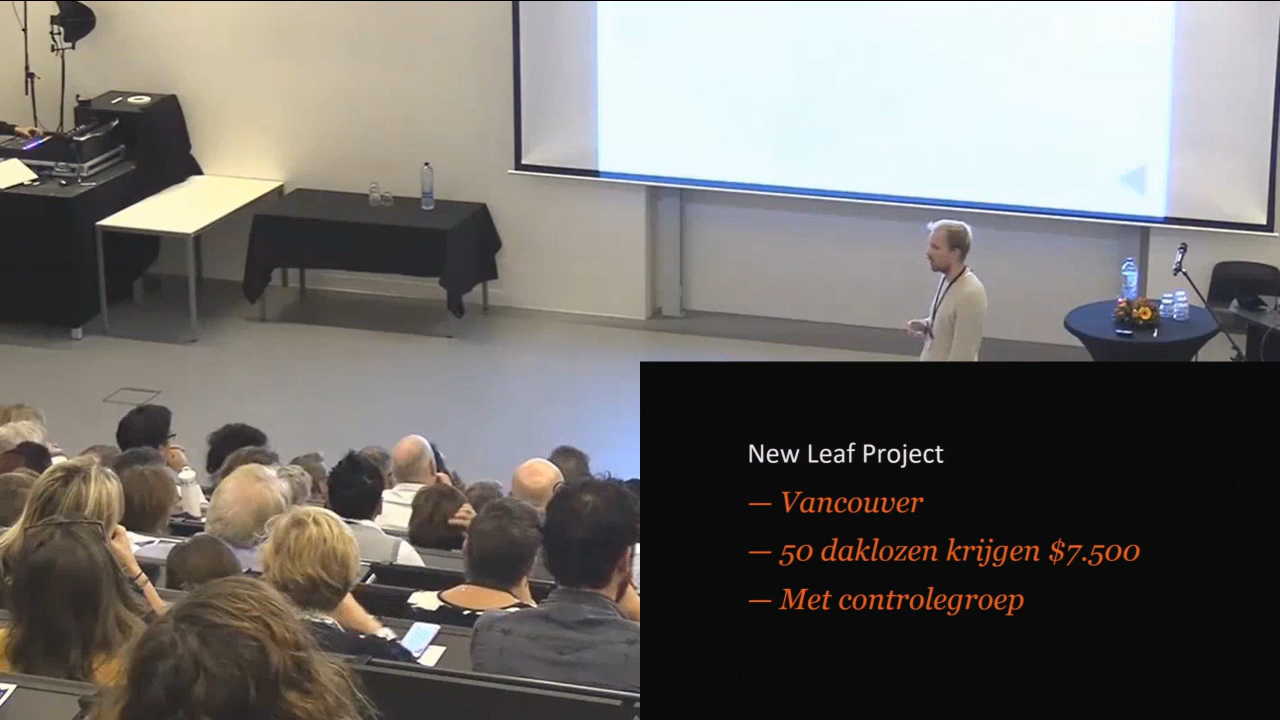 New Leaf Project
— Vancouver
— 50 daklozen krijgen $7.500
— Met controlegroep